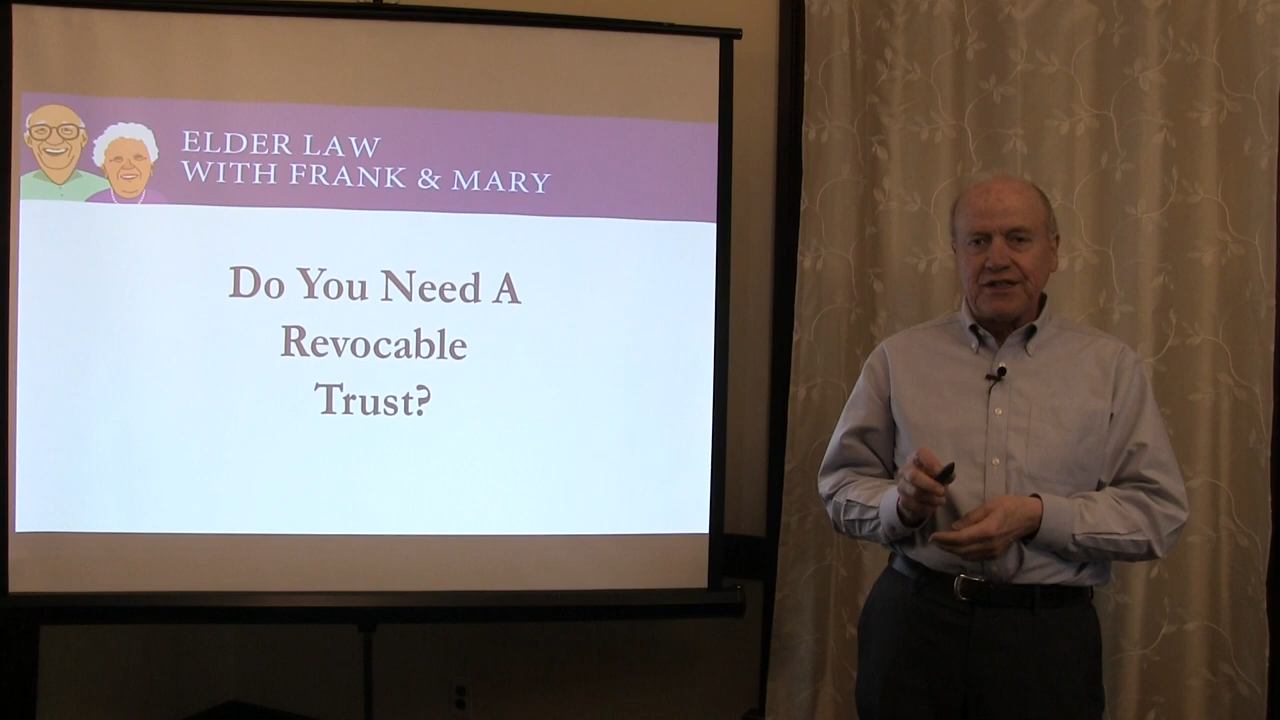 ELDER LAW
WITH FRANK & MARY
Do You Need A
Revocable
Trust?